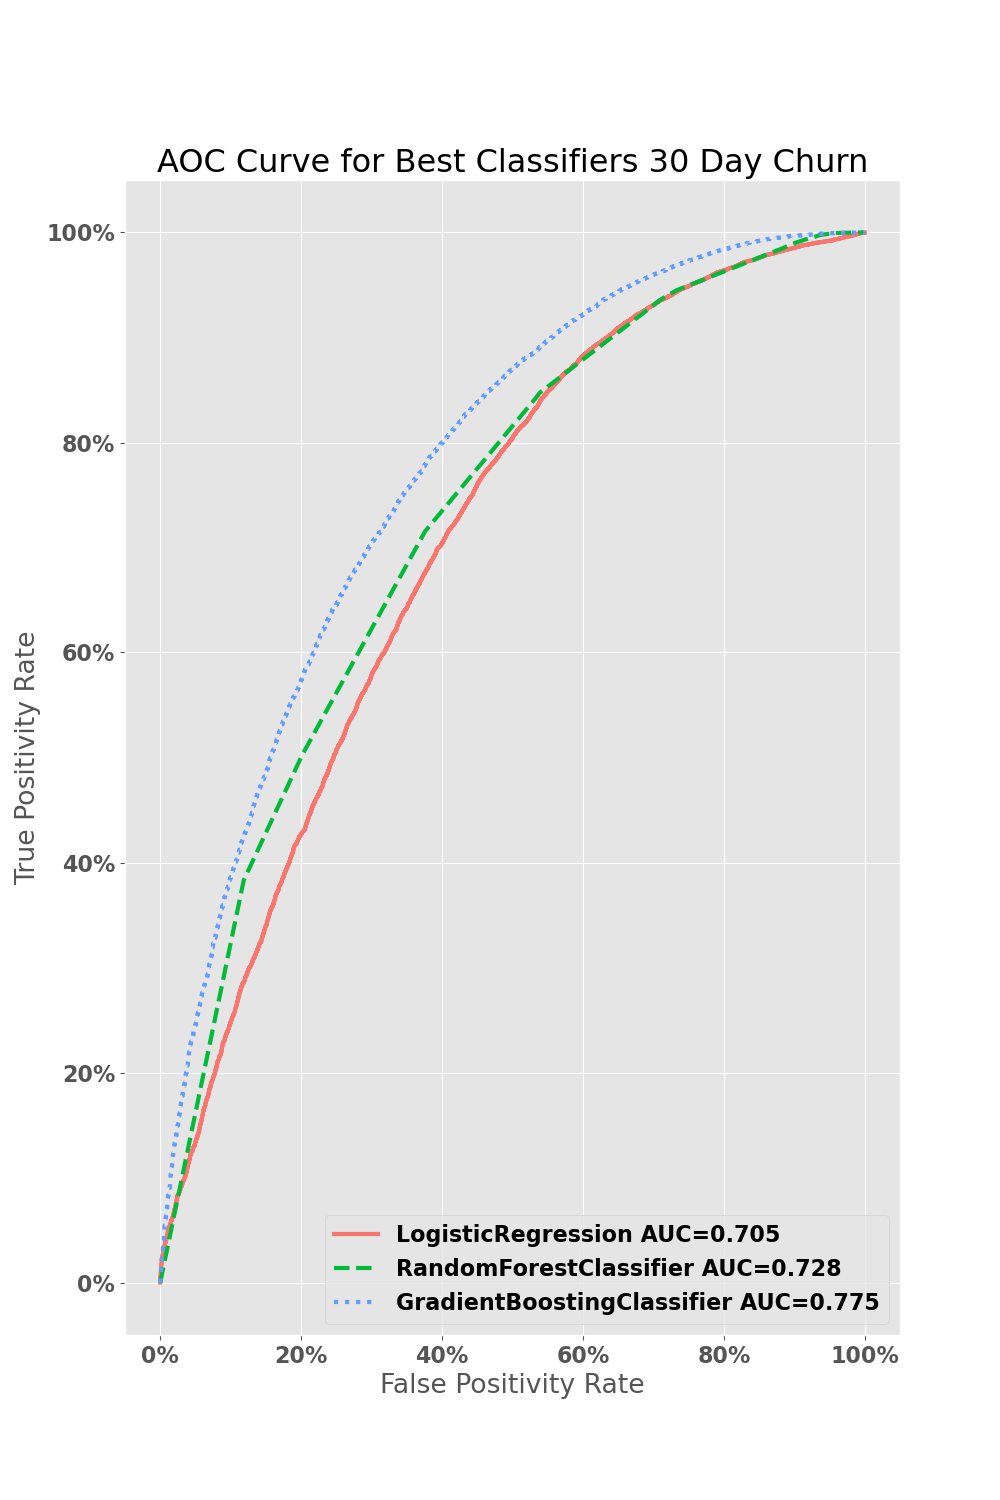 AOC Curve for Best Classifiers 30 Day Churn
100%
80%
60%
40%
20%
0%
True Positivity Rate
LogisticRegression AUC=0.705
RandomForestClassifier AUC=0.728
GradientBoostingClassifier AUC=0.775
0% 20% 40% 60% 80% 100%
False Positivity Rate